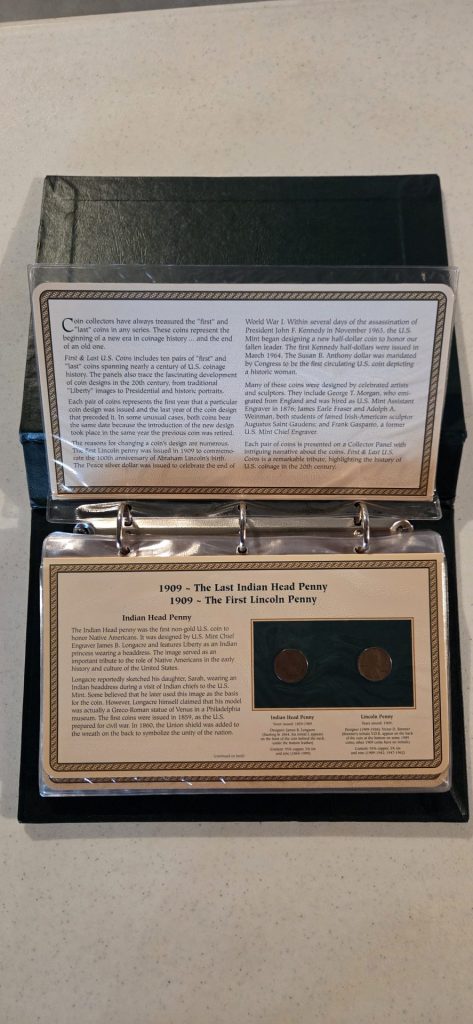 Coin collectors have always treasured the "first" and
"last" coins in any series. These coins represent the
beginning of a new era in coinage history ... and the end
of an old one.
First & Last U.S. Coins includes ten pairs of "first" and
"last" coins spanning nearly a century of U.S. coinage
history. The panels also trace the fascinating development
of coin designs in the 20th century, from traditional
"Liberty" images to Presidential and historic portraits.
Each pair of coins represents the first year that a particular
coin design was issued and the last year of the coin design
that preceded it. In some unusual cases, both coins bear
the same date because the introduction of the new design
took place in the same year the previous coin was retired.
The reasons for changing a coin's design are numerous.
The first Lincoln penny was issued in 1909 to commemo-
rate the 100th anniversary of Abraham Lincoln's birth.
The Peace silver dollar was issued to celebrate the end of
World War I. Within several days of the assassination of
President John F. Kennedy in November 1963, the U.S.
Mint began designing a new half-dollar coin to honor our
fallen leader. The first Kennedy half-dollars were issued in
March 1964. The Susan B. Anthony dollar was mandated
by Congress to be the first circulating U.S. coin depicting
a historic woman.
Many of these coins were designed by celebrated artists
and sculptors. They include George T. Morgan, who emi-
grated from England and was hired as U.S. Mint Assistant
Engraver in 1876; James Earle Fraser and Adolph A.
Weinman, both students of famed Irish-American sculptor
Augustus Saint-Gaudens; and Frank Gasparro, a former
U.S. Mint Chief Engraver.
Each pair of coins is presented on a Collector Panel with
intriguing narrative about the coins. First & Last U.S.
Coins is a remarkable tribute, highlighting the history of
U.S. coinage in the 20th century.
1909 ~ The Last Indian Head Penny
1909 ~ The First Lincoln Penny
Indian Head Penny
The Indian Head penny was the first non-gold U.S. coin to
honor Native Americans. It was designed by U.S. Mint Chief
Engraver James B. Longacre and features Liberty as an Indian
princess wearing a headdress. The image served as an
important tribute to the role of Native Americans in the early
history and culture of the United States.
Longacre reportedly sketched his daughter, Sarah, wearing an
Indian headdress during a visit of Indian chiefs to the U.S.
Mint. Some believed that he later used this image as the basis
for the coin. However, Longacre himself claimed that his model
was actually a Greco-Roman statue of Venus in a Philadelphia
museum. The first coins were issued in 1859, as the U.S.
prepared for civil war. In 1860, the Union shield was added to
the wreath on the back to symbolize the unity of the nation.
(continued on back)
Indian Head Penny
Years issued: 1859-1909
Designer: James B. Longacre
Lincoln Penny
Years issued: 1909-